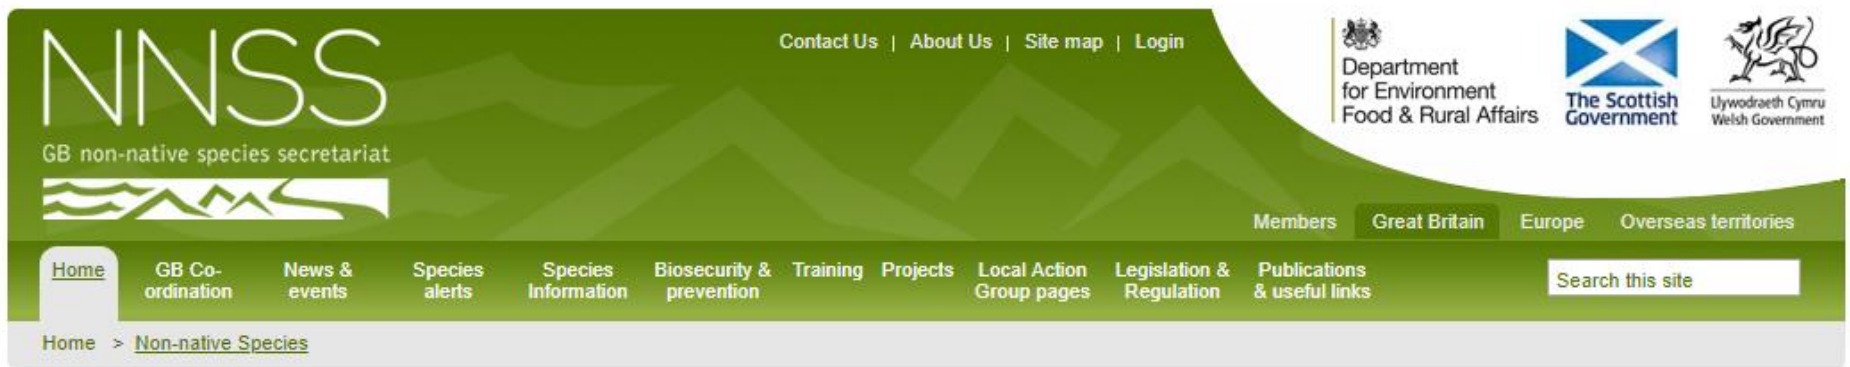 NNSS
GB non-native species secretariat
Contact Us | About Us | Site map | Login
Department
for Environment
Food & Rural Affairs
The Scottish
Government
Llywodraeth Cymru
Welsh Government
Members Great Britain Europe Overseas territories
Home
GB Co-
ordination
News &
events
Species
alerts
Species
Information
Biosecurity &
prevention
Training
Projects
Local Action
Group pages
Legislation &
Regulation
Publications
& useful links
Search this site
Home > Non-native Species